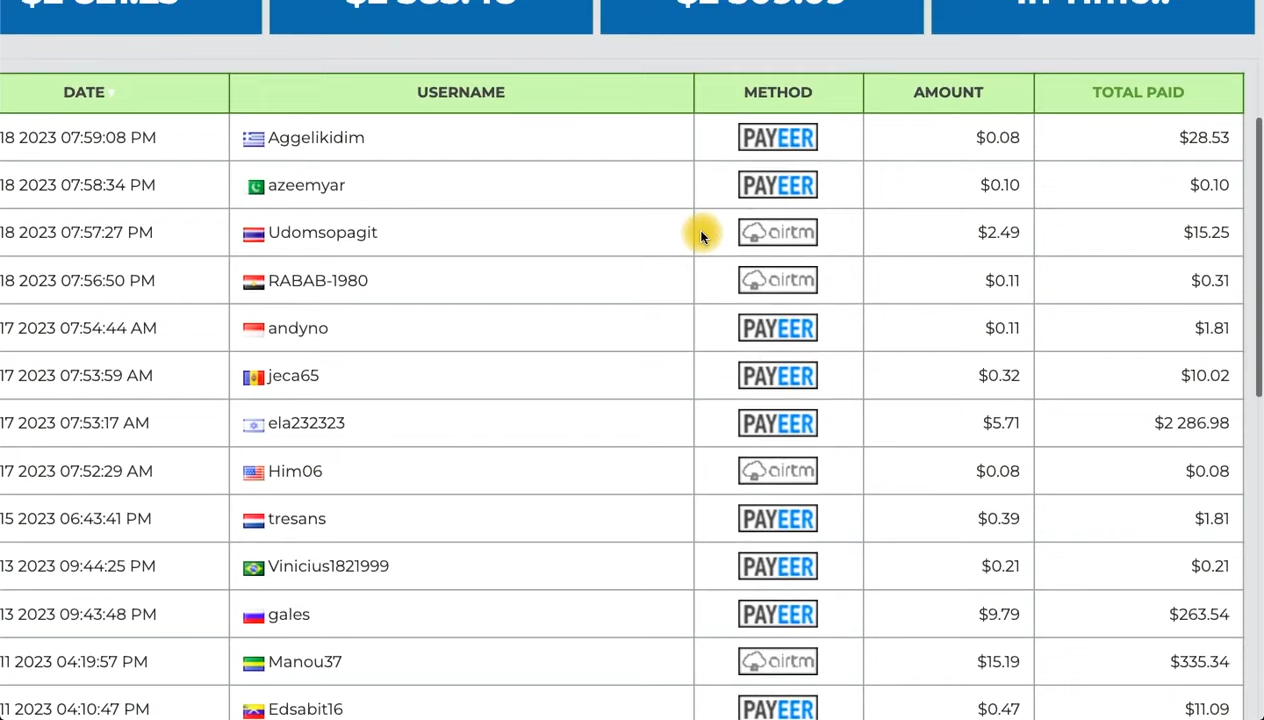 DATE USERNAME METHOD AMOUNT TOTAL PAID
18 2023 07:59:08 PM Aggelikidim PAYEER $0.08 $28.53
18 2023 07:58:34 PM azeemyar PAYEER $0.10 $0.10
18 2023 07:57:27 PM Udomsopagit airtm $2.49 $15.25
18 2023 07:56:50 PM RABAB-1980 airtm $0.11 $0.31
17 2023 07:54:44 AM andyno PAYEER $0.11 $1.81
17 2023 07:53:59 AM jeca65 PAYEER $0.32 $10.02
17 2023 07:53:17 AM ela232323 PAYEER $5.71 $2 286.98
17 2023 07:52:29 AM Him06 airtm $0.08 $0.08
15 2023 06:43:41 PM tresans PAYEER $0.39 $1.81
13 2023 09:44:25 PM Vinicius1821999 PAYEER $0.21 $0.21
13 2023 09:43:48 PM gales PAYEER $9.79 $263.54
11 2023 04:19:57 PM Manou37 airtm $15.19 $335.34
11 2023 04:10:47 PM Edsabit16 PAYEER $0.47 $11.09